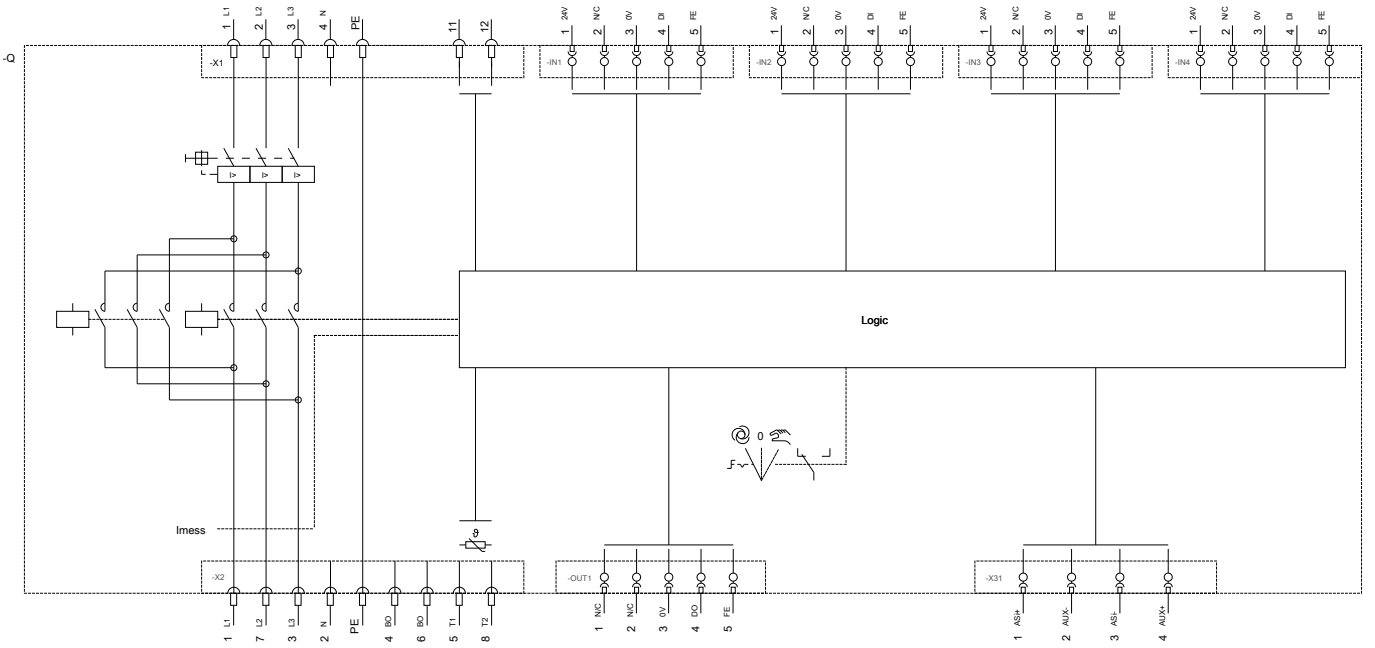 -Q
1 L1
2 L2
3 L3
4 N
PE
11
12
1 24V
2 N/C
3 0V
4 DI
5 FE
1 24V
2 N/C
3 0V
4 DI
5 FE
1 24V
2 N/C
3 0V
4 DI
5 FE
1 24V
2 N/C
3 0V
4 DI
5 FE
-X1
-IN1
-IN2
-IN3
-IN4
I>
I>
I>
Logic
0
Imess
ϑ
-X2
-OUT1
-X31
1 L1
7 L2
3 L3
2 N
PE
4 BO
6 BO
5 T1
8 T2
1 N/C
2 N/C
3 0V
4 DO
5 FE
1 ASi+
2 AUX-
3 ASi-
4 AUX+